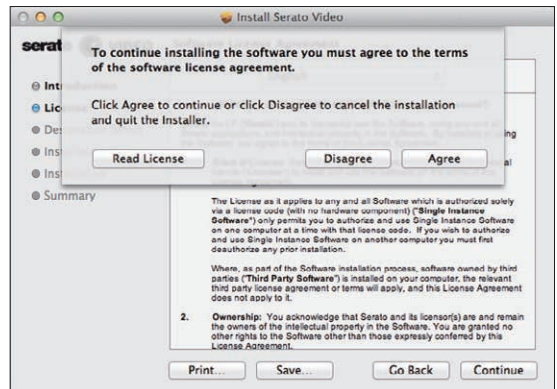 Install Serato Video
serat
To continue installing the software you must agree to the terms
of the software license agreement.
Click Agree to continue or click Disagree to cancel the installation
and quit the Installer.
Read License
Disagree
Agree
Int
Lic
De
Ins
Ins
Summary
ing
al
The License as it applies to any and all Software which is authorized solely
via a license code (with no hardware component) ("Single Instance
Software") only permits you to authorize and use Single Instance Software
on one computer at a time with that license code. If you wish to authorize
and use Single Instance Software on another computer you must first
deauthorize any prior installation.
Where, as part of the Software installation process, software owned by third
parties ("Third Party Software") is installed on your computer, the relevant
third party license agreement or terms will apply, and this License Agreement
does not apply to it.
2. Ownership: You acknowledge that Serato and its licensor(s) are and remain
the owners of the intellectual property in the Software. You are granted no
other rights to the Software other than those expressly conferred by this
License Agreement.
Print...
Save...
Go Back
Continue